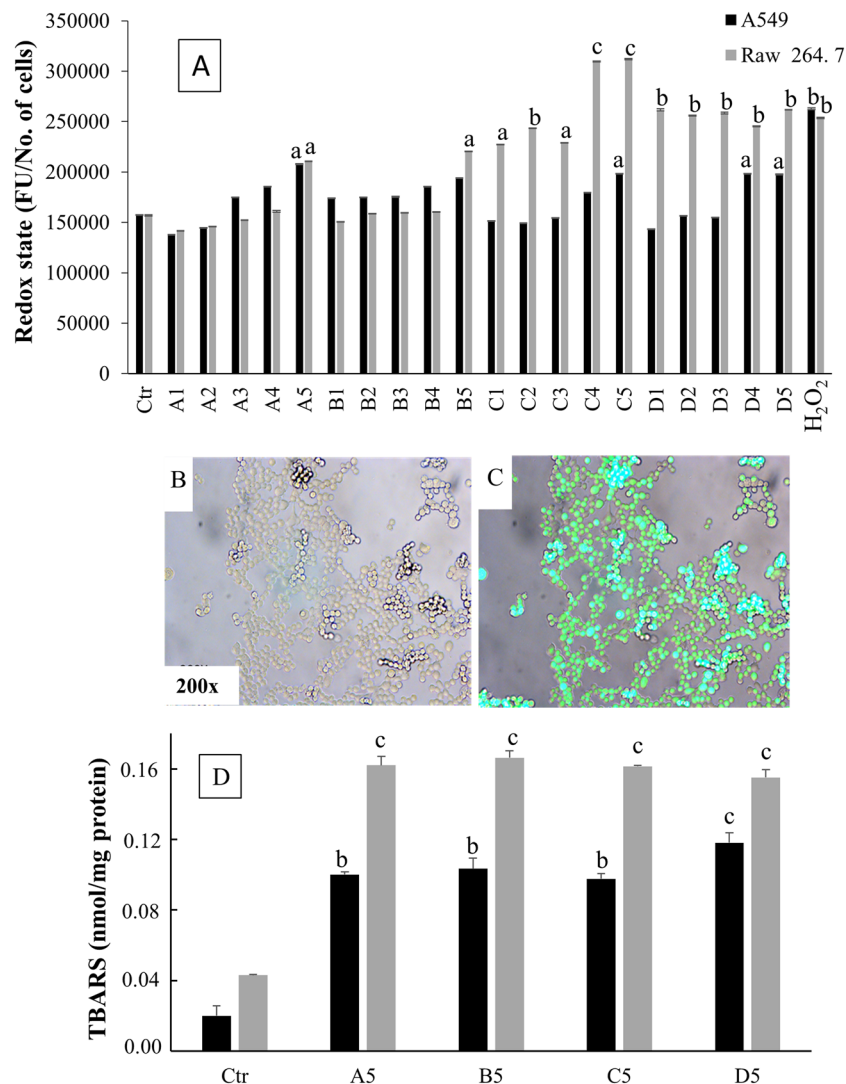 350000
300000
250000
200000
150000
100000
50000
0
Redox state (FU/No. of cells)
A
A549
Raw 264. 7
a a a a b a c c a b b b a b a b b b
Ctr A1 A2 A3 A4 A5 B1 B2 B3 B4 B5 C1 C2 C3 C4 C5 D1 D2 D3 D4 D5 H₂O₂
B
200x
C
0.16
0.12
0.08
0.04
0.00
TBARS (nmol/mg protein)
D
b c b c b c c c
Ctr A5 B5 C5 D5